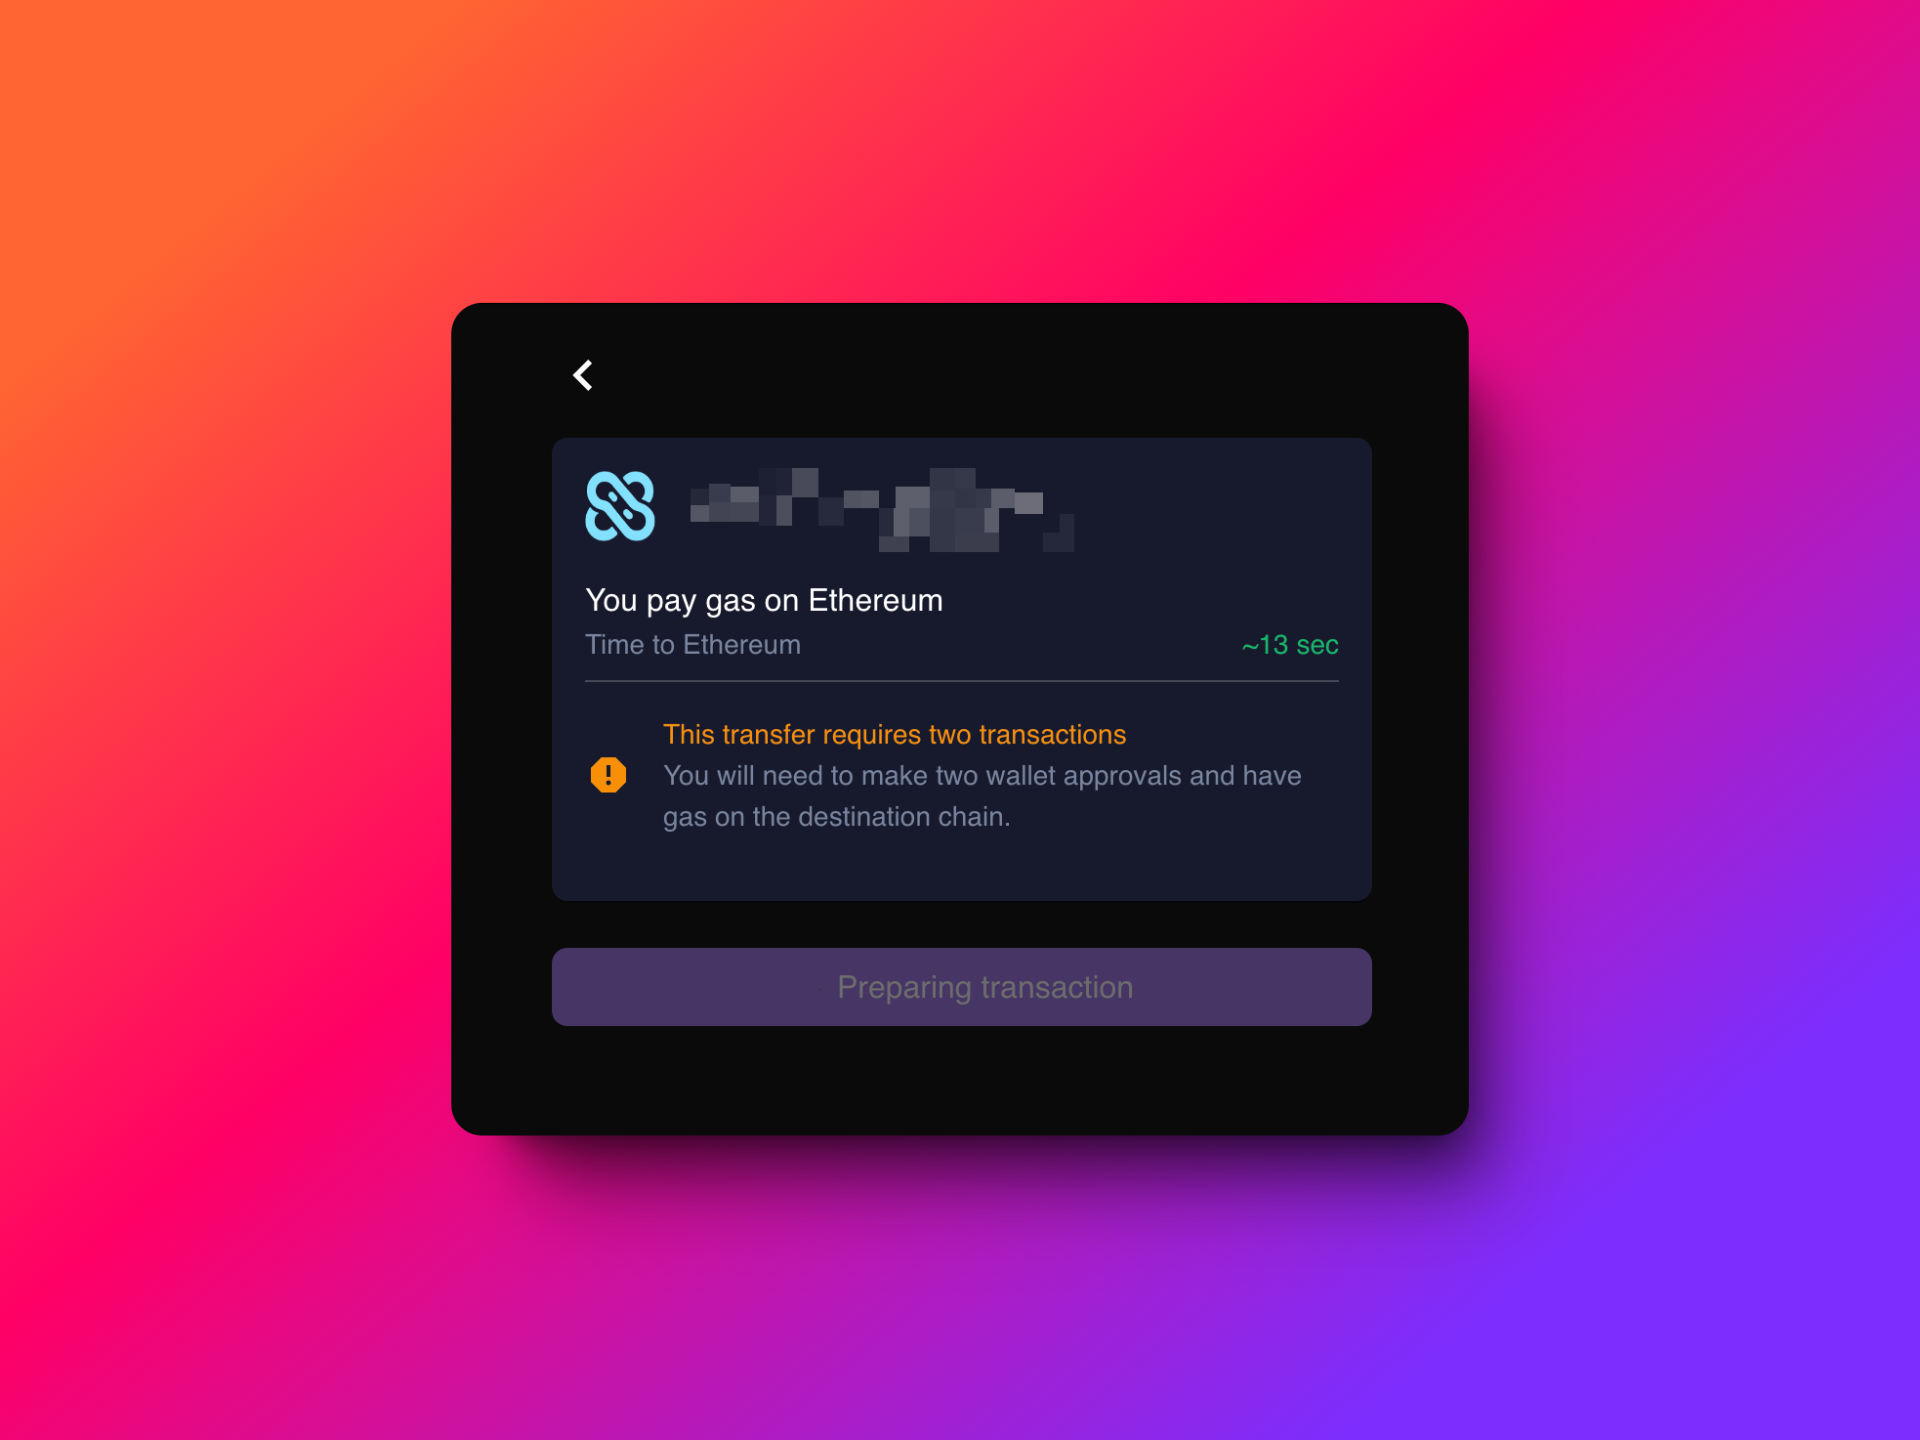 You pay gas on Ethereum
Time to Ethereum ~13 sec
This transfer requires two transactions
You will need to make two wallet approvals and have
gas on the destination chain.
Preparing transaction